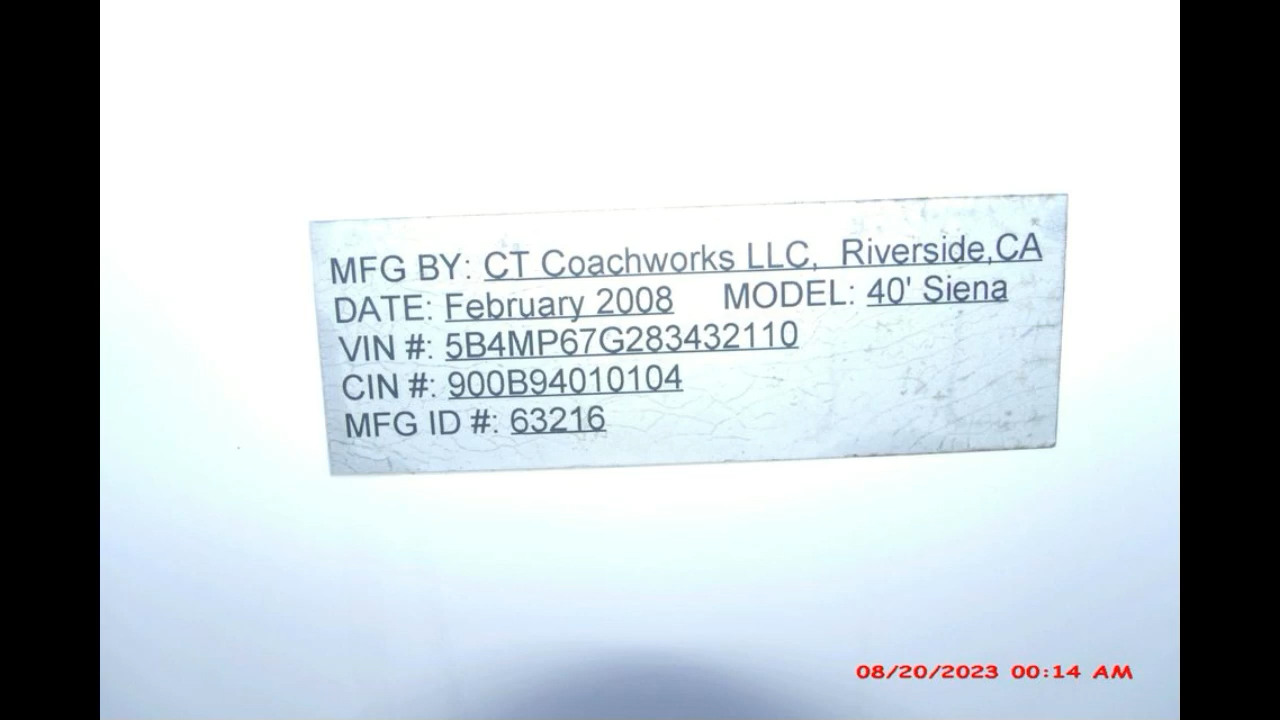 MFG BY: CT Coachworks LLC, Riverside,CA
DATE: February 2008 MODEL: 40' Siena
VIN #: 5B4MP67G283432110
CIN #: 900B94010104
MFG ID #: 63216
08/20/2023 00:14 AM